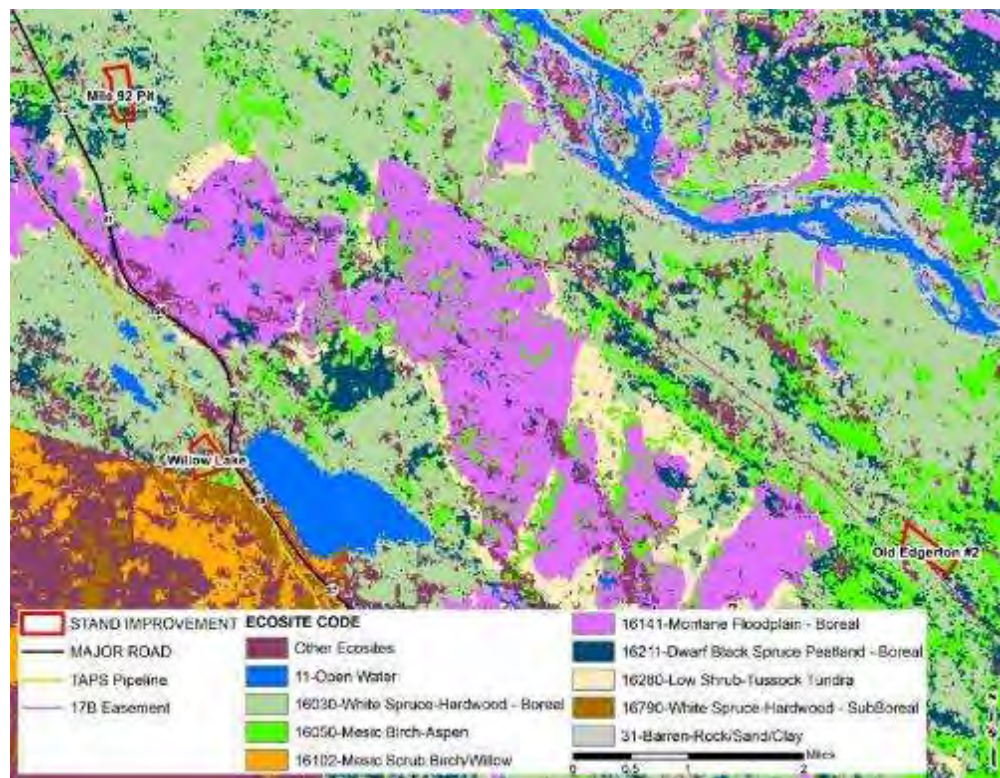 Mile 92 Pit
Willow Lake
Old Edgerton #2
STAND IMPROVEMENT
MAJOR ROAD
TAPS Pipeline
17B Easement
ECOSITE CODE
Other Ecosites
11-Open Water
16030-White Spruce-Hardwood - Boreal
16050-Mesic Birch-Aspen
16102-Mesic Scrub Birch/Willow
16141-Montane Floodplain - Boreal
16211-Dwarf Black Spruce Peatland - Boreal
16280-Low Shrub-Tussock Tundra
16790-White Spruce-Hardwood - SubBoreal
31-Barren-Rock/Sand/Clay
Miles
0 0.5 1 2